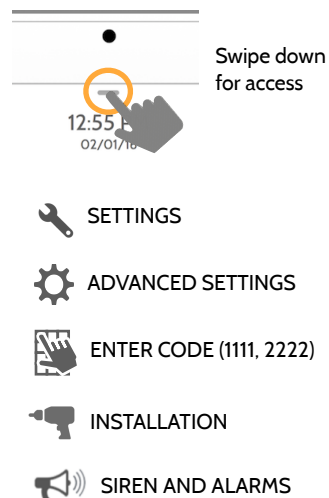 Swipe down
for access
12:55
02/01/18
SETTINGS
ADVANCED SETTINGS
ENTER CODE (1111, 2222)
INSTALLATION
SIREN AND ALARMS